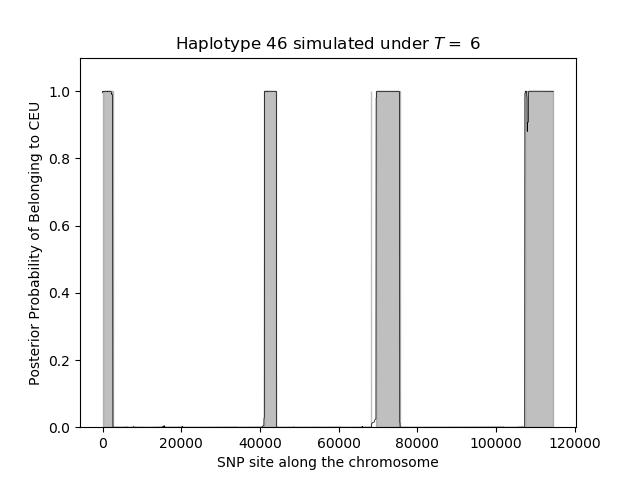 Haplotype 46 simulated under T = 6
Posterior Probability of Belonging to CEU
1.0
0.8
0.6
0.4
0.2
0.0
0 20000 40000 60000 80000 100000 120000
SNP site along the chromosome